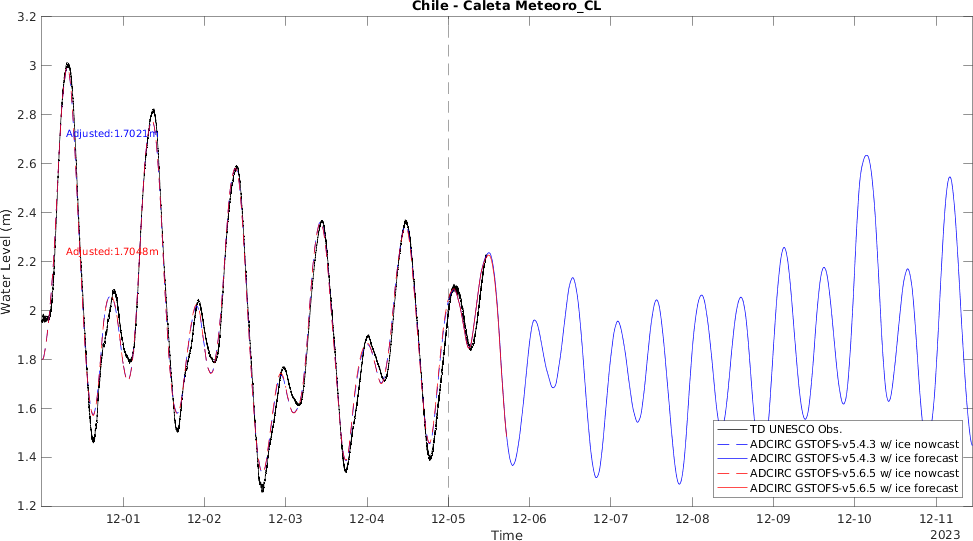 Chile - Caleta Meteoro_CL
3.2
3
2.8
2.6
2.4
2.2
2
1.8
1.6
1.4
1.2
Water Level (m)
Adjusted:1.7021m
Adjusted:1.7048m
TD UNESCO Obs.
ADCIRC GSTOFS-v5.4.3 w/ ice nowcast
ADCIRC GSTOFS-v5.4.3 w/ ice forecast
ADCIRC GSTOFS-v5.6.5 w/ ice nowcast
ADCIRC GSTOFS-v5.6.5 w/ ice forecast
12-01 12-02 12-03 12-04 12-05 12-06 12-07 12-08 12-09 12-10 12-11
Time
2023